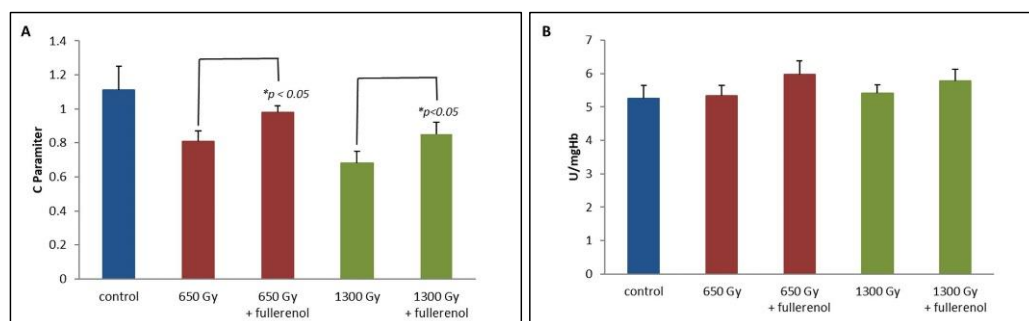 A
C Paramiter
1.4
1.2
1
0.8
0.6
0.4
0.2
0
*p < 0.05
*p<0.05
control
650 Gy
650 Gy
+ fullerenol
1300 Gy
1300 Gy
+ fullerenol
B
U/mgHb
7
6
5
4
3
2
1
0
control
650 Gy
650 Gy
+ fullerenol
1300 Gy
1300 Gy
+ fullerenol